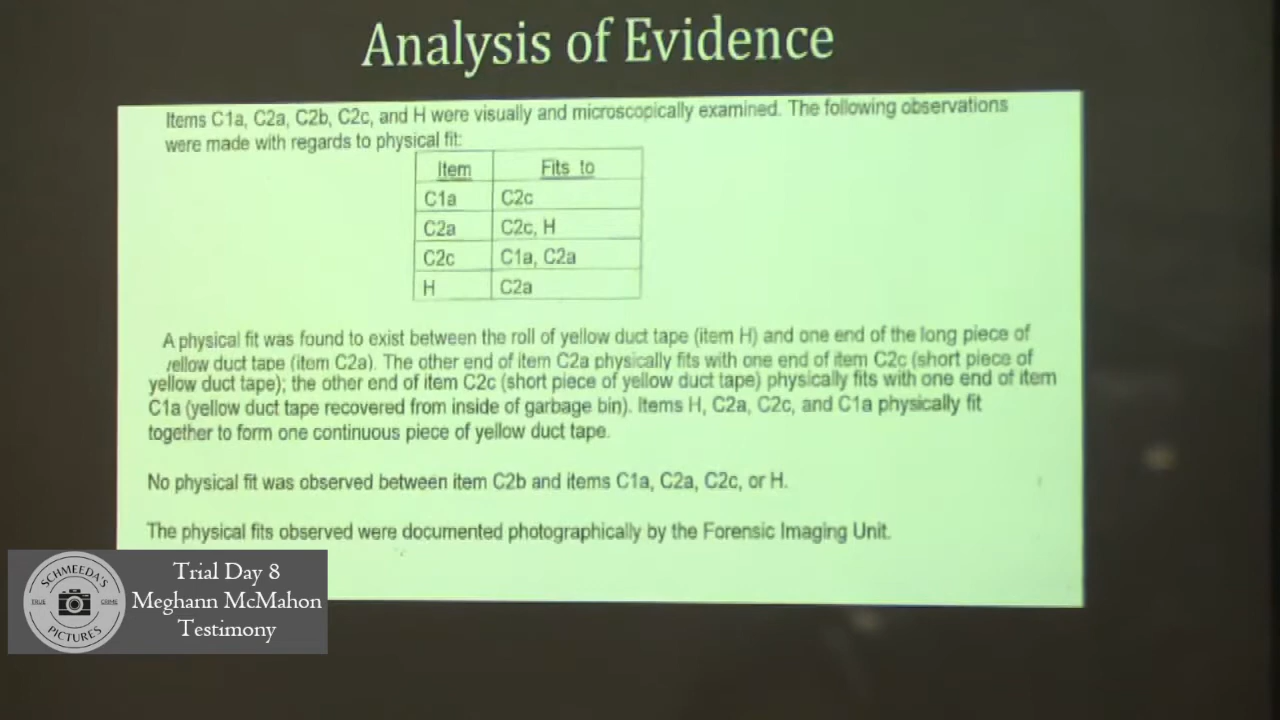 Analysis of Evidence
Items C1a, C2a, C2b, C2c, and H were visually and microscopically examined. The following observations
were made with regards to physical fit:
Item Fits to
C1a C2c
C2a C2c, H
C2c C1a, C2a
H C2a
A physical fit was found to exist between the roll of yellow duct tape (item H) and one end of the long piece of
yellow duct tape (item C2a). The other end of item C2a physically fits with one end of item C2c (short piece of
yellow duct tape); the other end of item C2c (short piece of yellow duct tape) physically fits with one end of item
C1a (yellow duct tape recovered from inside of garbage bin). Items H, C2a, C2c, and C1a physically fit
together to form one continuous piece of yellow duct tape.
No physical fit was observed between item C2b and items C1a, C2a, C2c, or H.
The physical fits observed were documented photographically by the Forensic Imaging Unit.
SCHMEEDA'S
TRUE CRIME
PICTURES
Trial Day 8
Meghann McMahon
Testimony